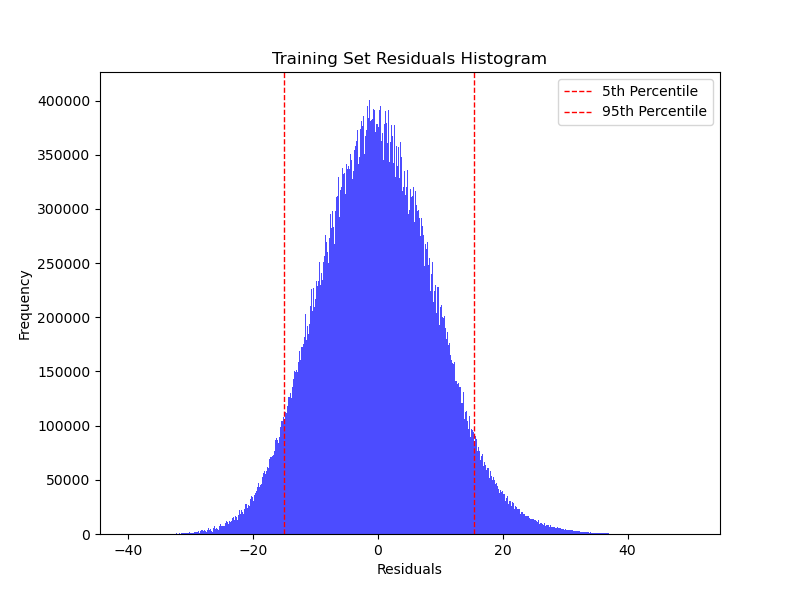 Training Set Residuals Histogram
5th Percentile
95th Percentile
Frequency
400000
350000
300000
250000
200000
150000
100000
50000
0
−40
−20
0
20
40
Residuals